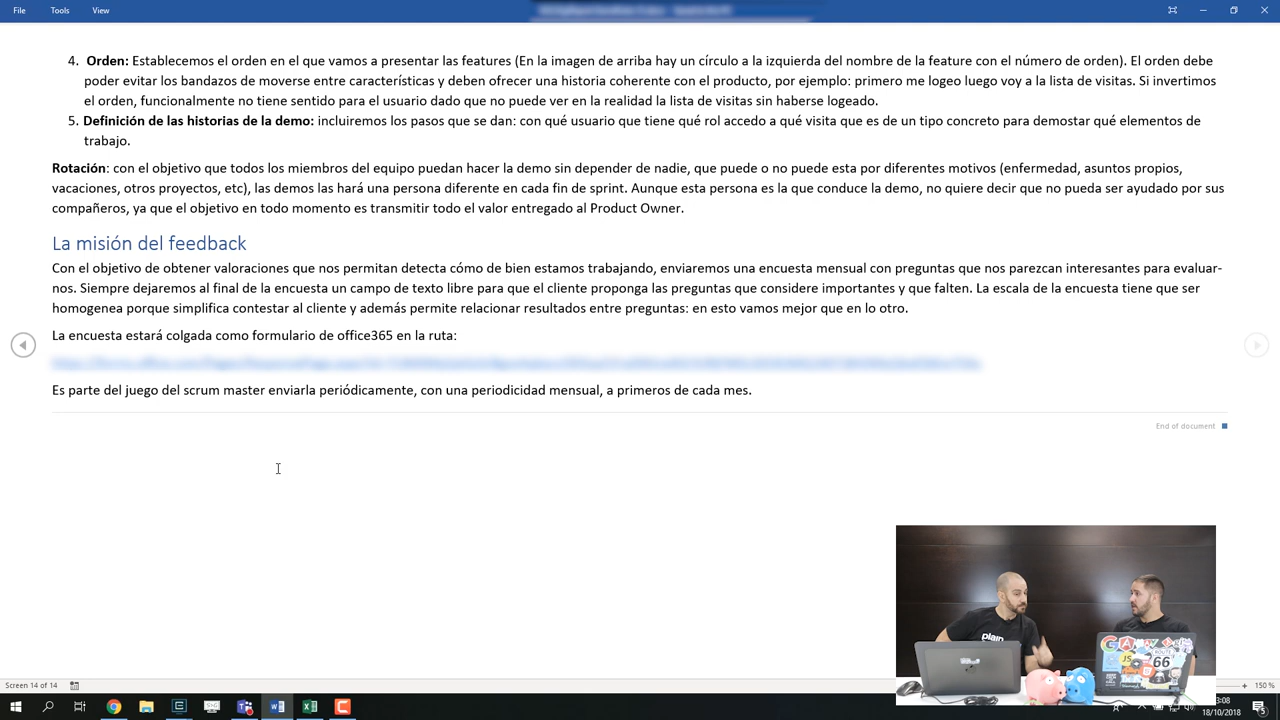 File Tools View
4. Orden: Establecemos el orden en el que vamos a presentar las features (En la imagen de arriba hay un círculo a la izquierda del nombre de la feature con el número de orden). El orden debe
poder evitar los bandazos de moverse entre características y deben ofrecer una historia coherente con el producto, por ejemplo: primero me logeo luego voy a la lista de visitas. Si invertimos
el orden, funcionalmente no tiene sentido para el usuario dado que no puede ver en la realidad la lista de visitas sin haberse logeado.
5. Definición de las historias de la demo: incluiremos los pasos que se dan: con qué usuario que tiene qué rol accedo a qué visita que es de un tipo concreto para demostar qué elementos de
trabajo.
Rotación: con el objetivo que todos los miembros del equipo puedan hacer la demo sin depender de nadie, que puede o no puede esta por diferentes motivos (enfermedad, asuntos propios,
vacaciones, otros proyectos, etc), las demos las hará una persona diferente en cada fin de sprint. Aunque esta persona es la que conduce la demo, no quiere decir que no pueda ser ayudado por sus
compañeros, ya que el objetivo en todo momento es transmitir todo el valor entregado al Product Owner.
La misión del feedback
Con el objetivo de obtener valoraciones que nos permitan detecta cómo de bien estamos trabajando, enviaremos una encuesta mensual con preguntas que nos parezcan interesantes para evaluar-
nos. Siempre dejaremos al final de la encuesta un campo de texto libre para que el cliente proponga las preguntas que considere importantes y que falten. La escala de la encuesta tiene que ser
homogenea porque simplifica contestar al cliente y además permite relacionar resultados entre preguntas: en esto vamos mejor que en lo otro.
La encuesta estará colgada como formulario de office365 en la ruta:
Es parte del juego del scrum master enviarla periódicamente, con una periodicidad mensual, a primeros de cada mes.
End of document
plain
JS
ROUTE
66
Screen 14 of 14
150 %
3:08
18/10/2018